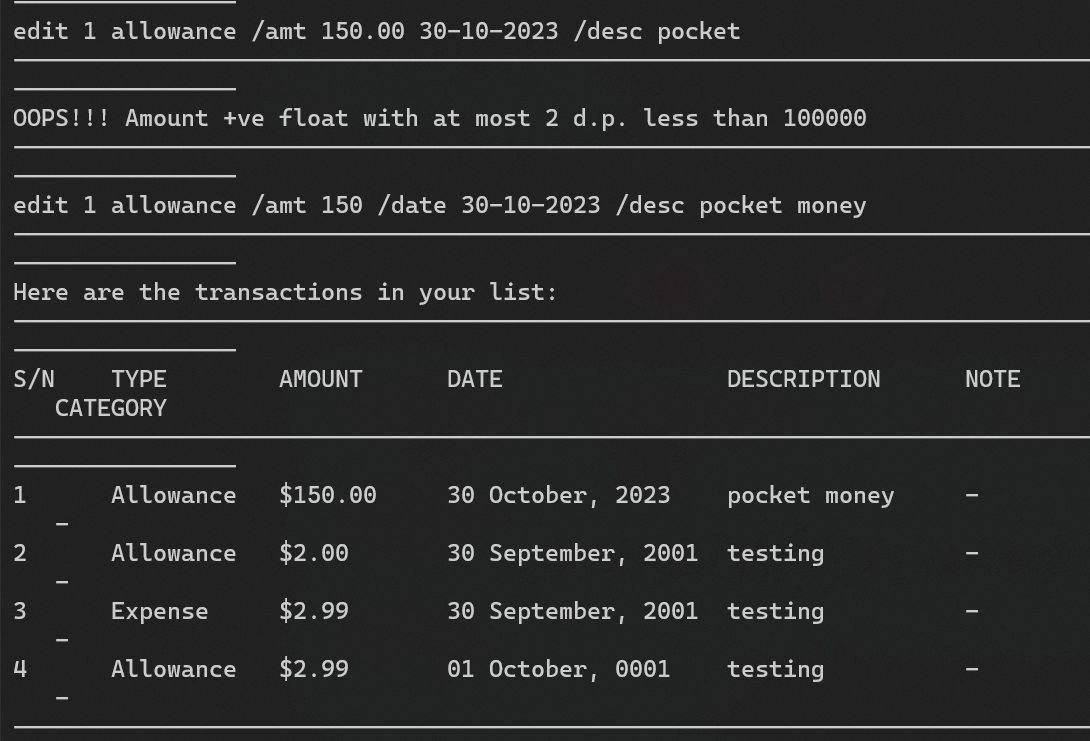 edit 1 allowance /amt 150.00 30-10-2023 /desc pocket
OOPS!!! Amount +ve float with at most 2 d.p. less than 100000
edit 1 allowance /amt 150 /date 30-10-2023 /desc pocket money
Here are the transactions in your list:
S/N TYPE AMOUNT DATE DESCRIPTION NOTE
CATEGORY
1 Allowance $150.00 30 October, 2023 pocket money -
-
2 Allowance $2.00 30 September, 2001 testing -
-
3 Expense $2.99 30 September, 2001 testing -
-
4 Allowance $2.99 01 October, 0001 testing -
-